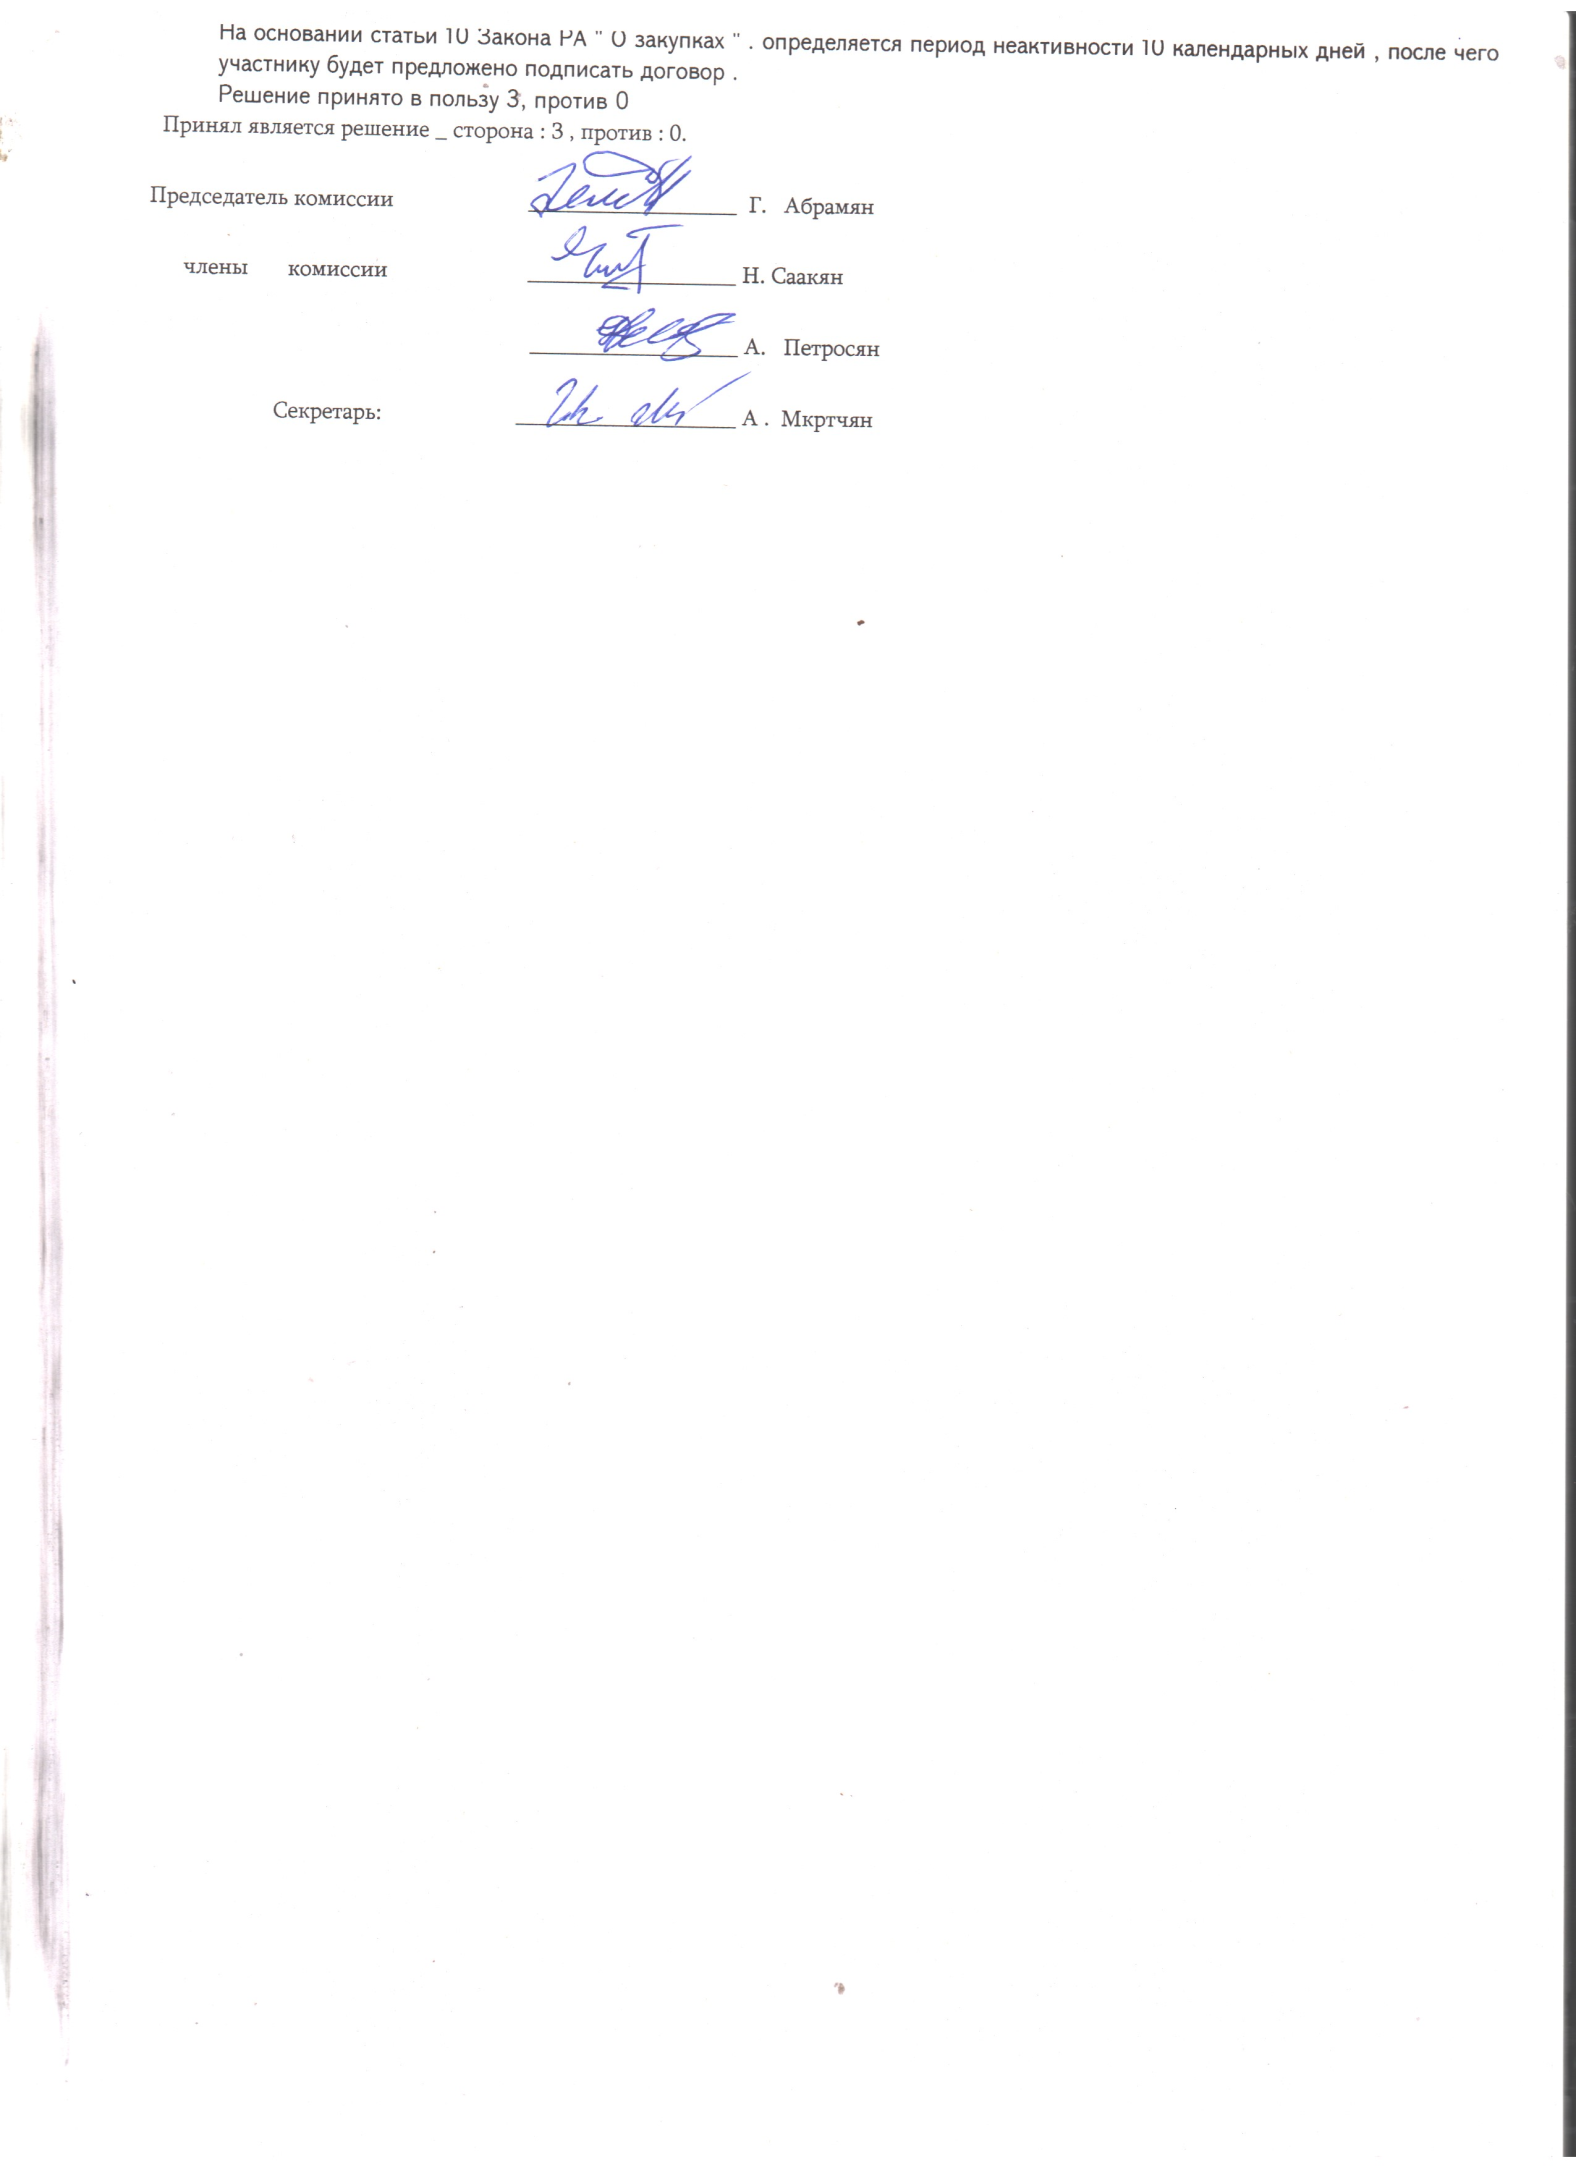 На основании статьи 10 Закона РА " О закупках " . определяется период неактивности 10 календарных дней , после чего
участнику будет предложено подписать договор .
Решение принято в пользу 3, против 0
Принял является решение _ сторона : 3 , против : 0.
Председатель комиссии Г. Абрамян
члены комиссии Н. Саакян
А. Петросян
Секретарь: А . Мкртчян